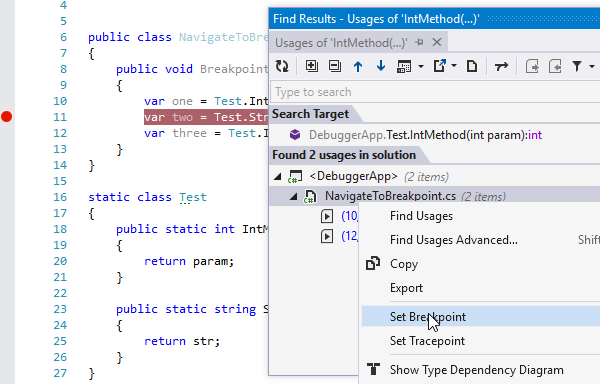 4
5
6 public class NavigateToBre
7 {
8 public void Breakpoint
9 {
10 var one = Test.Int
11 var two = Test.Str
12 var three = Test.I
13 }
14 }
15
16 static class Test
17 {
18 public static int IntM
19 {
20 return param;
21 }
22
23 public static string S
24 {
25 return str;
26 }
27 }
Find Results - Usages of 'IntMethod(...)'
Usages of 'IntMethod(...)'
Type to search
Search Target
DebuggerApp.Test.IntMethod(int param):int
Found 2 usages in solution
C# <DebuggerApp> (2 items)
C# NavigateToBreakpoint.cs (2 items)
(10,
(12,
Find Usages
Find Usages Advanced... Shift
Copy
Export
Set Breakpoint
Set Tracepoint
Show Type Dependency Diagram